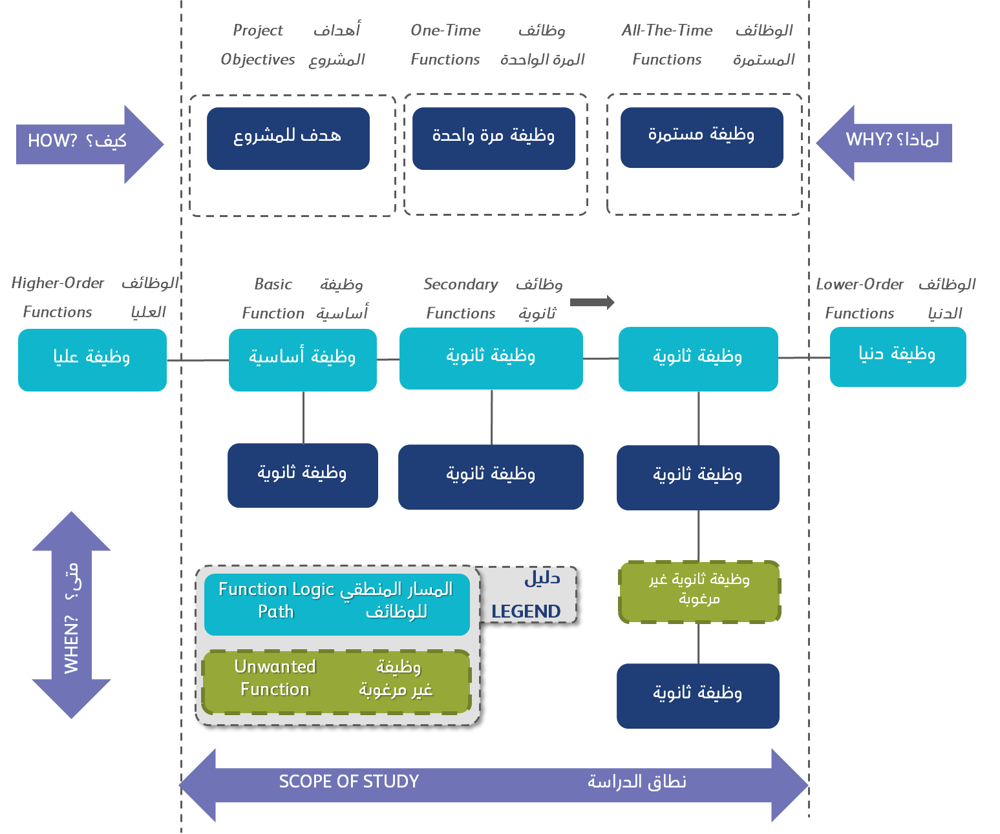 Project أهداف
Objectives المشروع
One-Time وظائف
Functions المرة الواحدة
All-The-Time الوظائف
Functions المستمرة
HOW? كيف؟
هدف للمشروع
وظيفة مرة واحدة
وظيفة مستمرة
WHY? لماذا؟
Higher-Order الوظائف
Functions العليا
Basic وظيفة
Function أساسية
Secondary وظائف
Functions ثانوية
Lower-Order الوظائف
Functions الدنيا
وظيفة عليا
وظيفة أساسية
وظيفة ثانوية
وظيفة ثانوية
وظيفة دنيا
وظيفة ثانوية
وظيفة ثانوية
وظيفة ثانوية
WHEN? متى؟
وظيفة ثانوية غير
مرغوبة
وظيفة ثانوية
دليل
LEGEND
Function Logic المسار المنطقي
Path للوظائف
Unwanted وظيفة
Function غير مرغوبة
SCOPE OF STUDY نطاق الدراسة